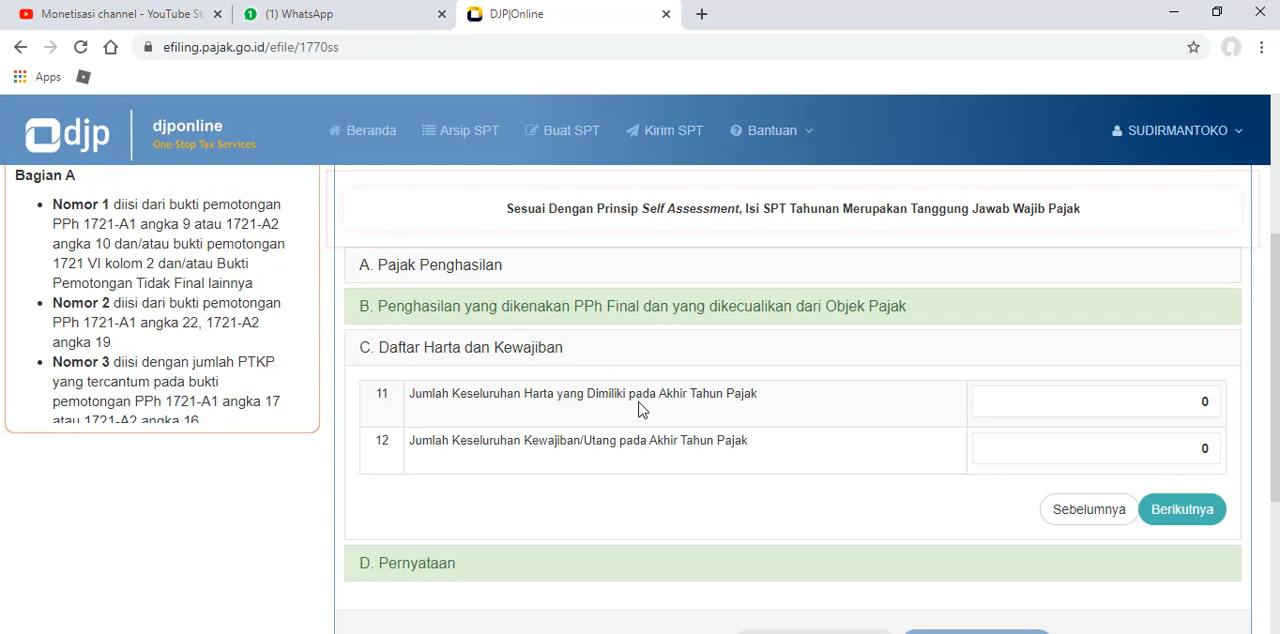 Monetisasi channel - YouTube St
(1) WhatsApp
DJP|Online
efiling.pajak.go.id/efile/1770ss
Apps
djp
djponline
One-Stop Tax Services
Beranda
Arsip SPT
Buat SPT
Kirim SPT
Bantuan
SUDIRMANTOKO
Bagian A
Nomor 1 diisi dari bukti pemotongan
PPh 1721-A1 angka 9 atau 1721-A2
angka 10 dan/atau bukti pemotongan
1721 VI kolom 2 dan/atau Bukti
Pemotongan Tidak Final lainnya
Nomor 2 diisi dari bukti pemotongan
PPh 1721-A1 angka 22, 1721-A2
angka 19
Nomor 3 diisi dengan jumlah PTKP
yang tercantum pada bukti
pemotongan PPh 1721-A1 angka 17
atau 1721-A2 angka 16
Sesuai Dengan Prinsip Self Assessment, Isi SPT Tahunan Merupakan Tanggung Jawab Wajib Pajak
A. Pajak Penghasilan
B. Penghasilan yang dikenakan PPh Final dan yang dikecualikan dari Objek Pajak
C. Daftar Harta dan Kewajiban
11 Jumlah Keseluruhan Harta yang Dimiliki pada Akhir Tahun Pajak 0
12 Jumlah Keseluruhan Kewajiban/Utang pada Akhir Tahun Pajak 0
Sebelumnya Berikutnya
D. Pernyataan